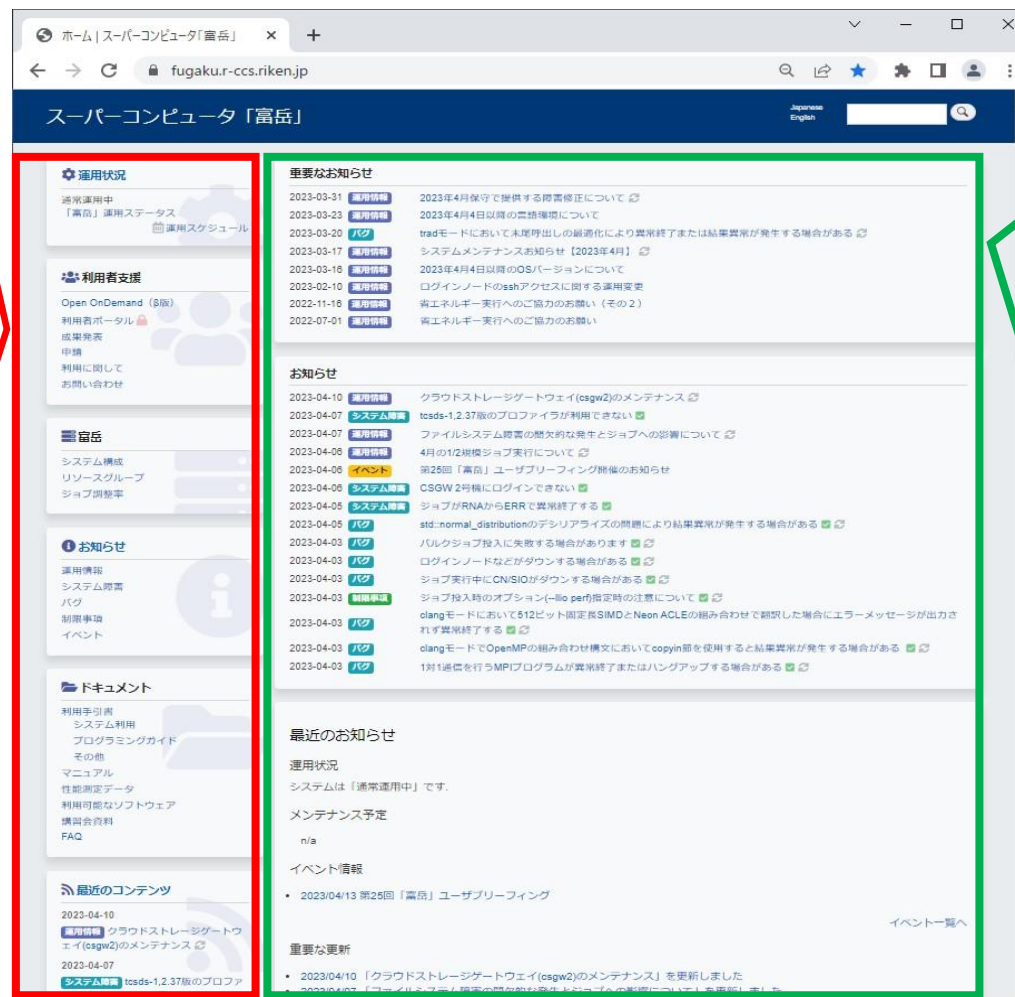 ホーム | スーパーコンピュータ「富岳」
fugaku.r-ccs.riken.jp
スーパーコンピュータ「富岳」
Japanese
English
運用状況
通常運用中
「富岳」運用ステータス
運用スケジュール
利用者支援
Open OnDemand（β版）
利用者ポータル
成果発表
申請
利用に関して
お問い合わせ
富岳
システム構成
リソースグループ
ジョブ調整率
お知らせ
運用情報
システム障害
バグ
制限事項
イベント
ドキュメント
利用手引書
システム利用
プログラミングガイド
その他
マニュアル
性能測定データ
利用可能なソフトウェア
講習会資料
FAQ
最近のコンテンツ
2023-04-10
運用情報 クラウドストレージゲートウ
ェイ(csgw2)のメンテナンス
2023-04-07
システム障害 tcsds-1,2.37版のプロファ
重要なお知らせ
2023-03-31 運用情報 2023年4月保守で提供する障害修正について
2023-03-23 運用情報 2023年4月4日以降の言語環境について
2023-03-20 バグ tradモードにおいて末尾呼出しの最適化により異常終了または結果異常が発生する場合がある
2023-03-17 運用情報 システムメンテナンスお知らせ【2023年4月】
2023-03-16 運用情報 2023年4月4日以降のOSバージョンについて
2023-02-10 運用情報 ログインノードのsshアクセスに関する運用変更
2022-11-16 運用情報 省エネルギー実行へのご協力のお願い（その２）
2022-07-01 運用情報 省エネルギー実行へのご協力のお願い
お知らせ
2023-04-10 運用情報 クラウドストレージゲートウェイ(csgw2)のメンテナンス
2023-04-07 システム障害 tcsds-1,2.37版のプロファイラが利用できない
2023-04-07 運用情報 ファイルシステム障害の間欠的な発生とジョブへの影響について
2023-04-06 運用情報 4月の1/2規模ジョブ実行について
2023-04-06 イベント 第25回「富岳」ユーザブリーフィング開催のお知らせ
2023-04-06 システム障害 CSGW 2号機にログインできない
2023-04-05 システム障害 ジョブがRNAからERRで異常終了する
2023-04-05 バグ std::normal_distributionのデシリアライズの問題により結果異常が発生する場合がある
2023-04-03 バグ バルクジョブ投入に失敗する場合があります
2023-04-03 バグ ログインノードなどがダウンする場合がある
2023-04-03 バグ ジョブ実行中にCN/SIOがダウンする場合がある
2023-04-03 制限事項 ジョブ投入時のオプション(--llio perf)指定時の注意について
2023-04-03 バグ clangモードにおいて512ビット固定長SIMDとNeon ACLEの組み合わせで翻訳した場合にエラーメッセージが出力さ
れず異常終了する
2023-04-03 バグ clangモードでOpenMPの組み合わせ構文においてcopyin節を使用すると結果異常が発生する場合がある
2023-04-03 バグ 1対1通信を行うMPIプログラムが異常終了またはハングアップする場合がある
最近のお知らせ
運用状況
システムは「通常運用中」です.
メンテナンス予定
n/a
イベント情報
• 2023/04/13 第25回「富岳」ユーザブリーフィング
イベント一覧へ
重要な更新
• 2023/04/10 「クラウドストレージゲートウェイ(csgw2)のメンテナンス」を更新しました
• 2023/04/07 「ファイルシステム障害の間欠的な発生とジョブへの影響について」を更新しました